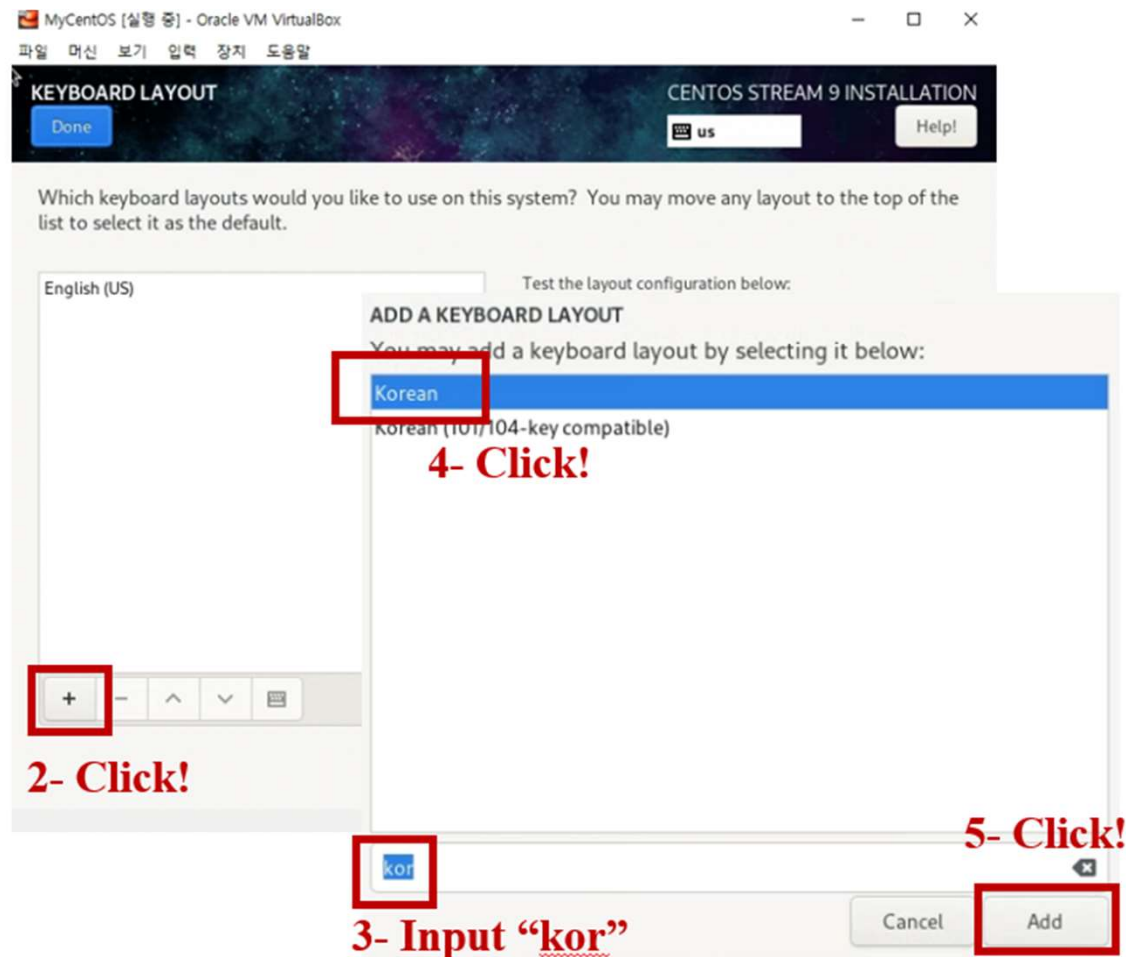 MyCentOS [실행 중] - Oracle VM VirtualBox
파일 머신 보기 입력 장치 도움말
KEYBOARD LAYOUT
CENTOS STREAM 9 INSTALLATION
Done
us
Help!
Which keyboard layouts would you like to use on this system? You may move any layout to the top of the
list to select it as the default.
English (US)
Test the layout configuration below:
ADD A KEYBOARD LAYOUT
You may add a keyboard layout by selecting it below:
Korean
Korean (101/104-key compatible)
4- Click!
2- Click!
5- Click!
kor
Cancel
Add
3- Input “kor”